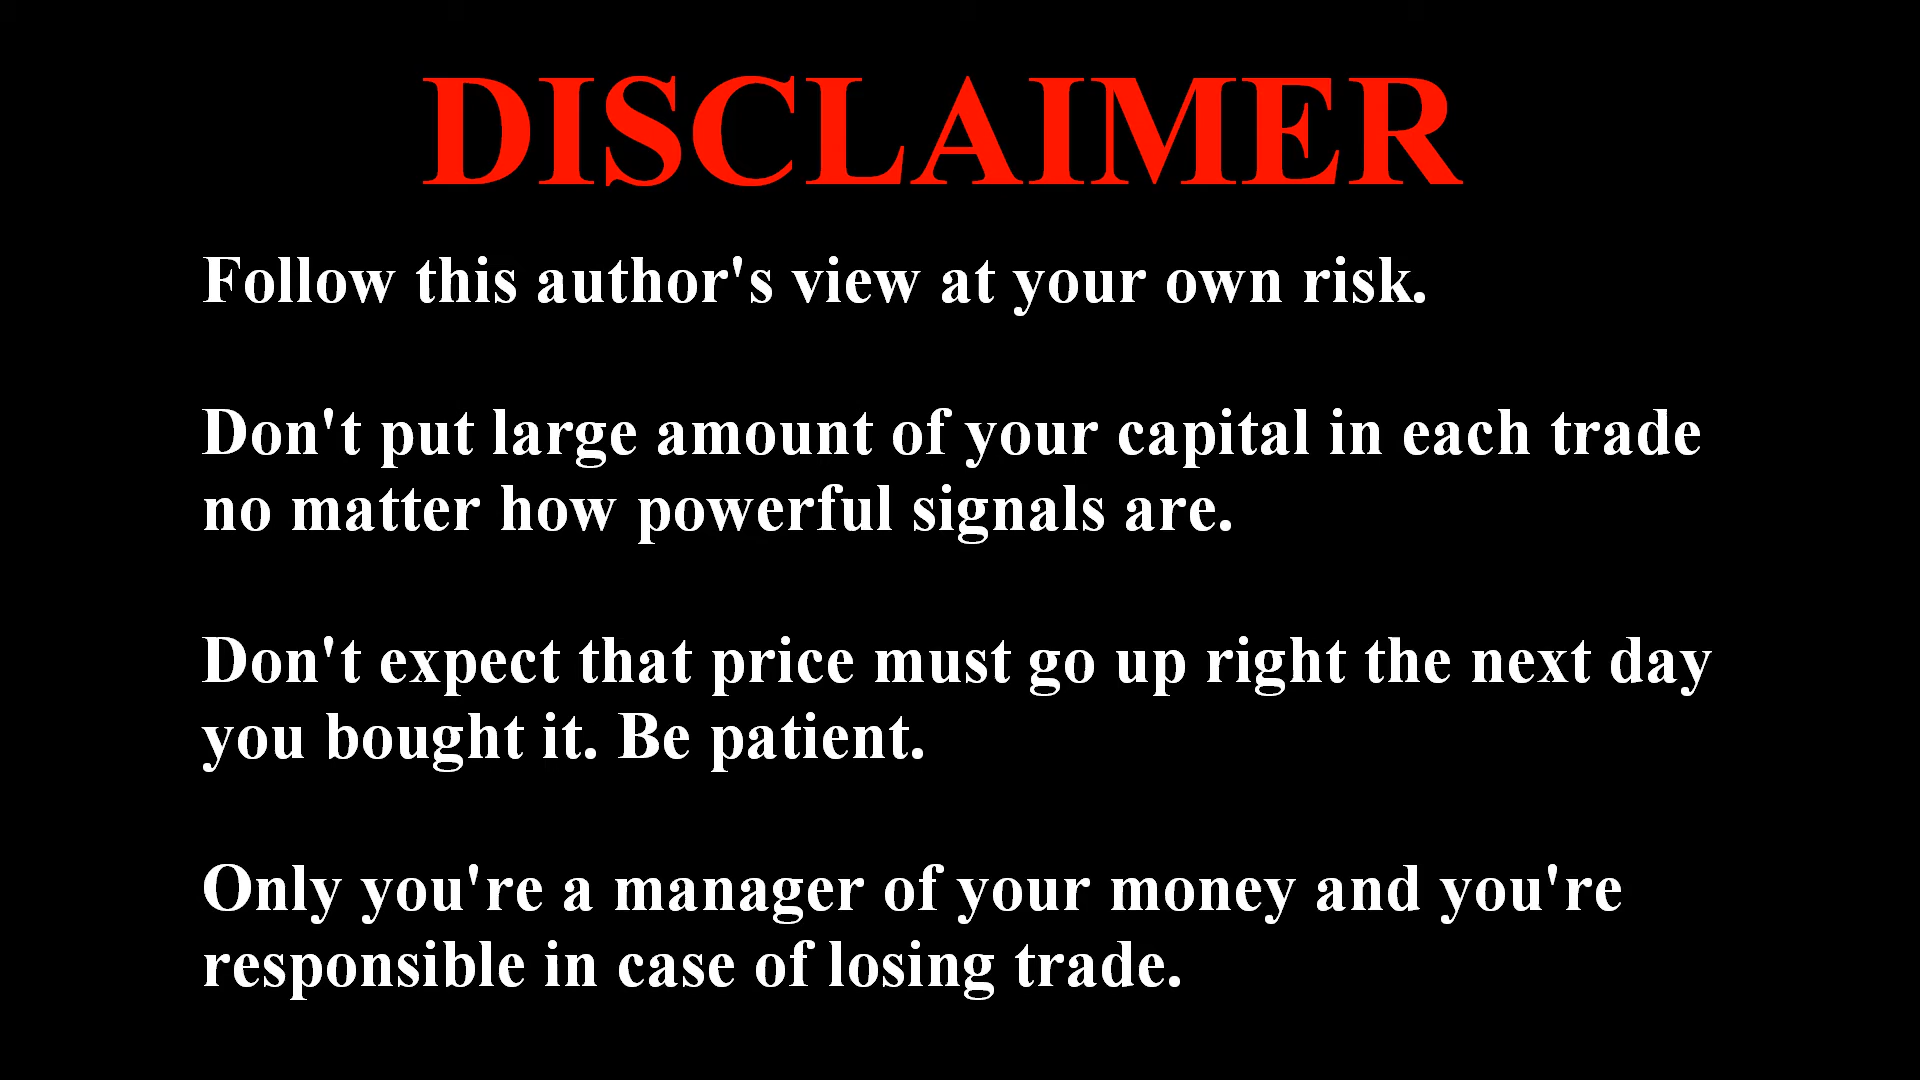 DISCLAIMER
Follow this author's view at your own risk.
Don't put large amount of your capital in each trade
no matter how powerful signals are.
Don't expect that price must go up right the next day
you bought it. Be patient.
Only you're a manager of your money and you're
responsible in case of losing trade.